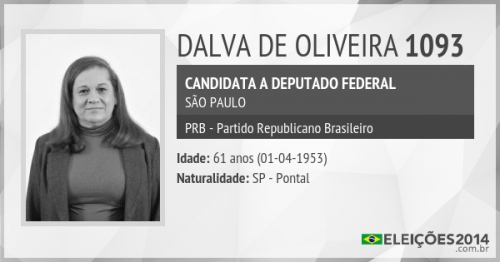 DALVA DE OLIVEIRA 1093
CANDIDATA A DEPUTADO FEDERAL
SÃO PAULO
PRB - Partido Republicano Brasileiro
Idade: 61 anos (01-04-1953)
Naturalidade: SP - Pontal
ELEIÇÕES2014
.com.br